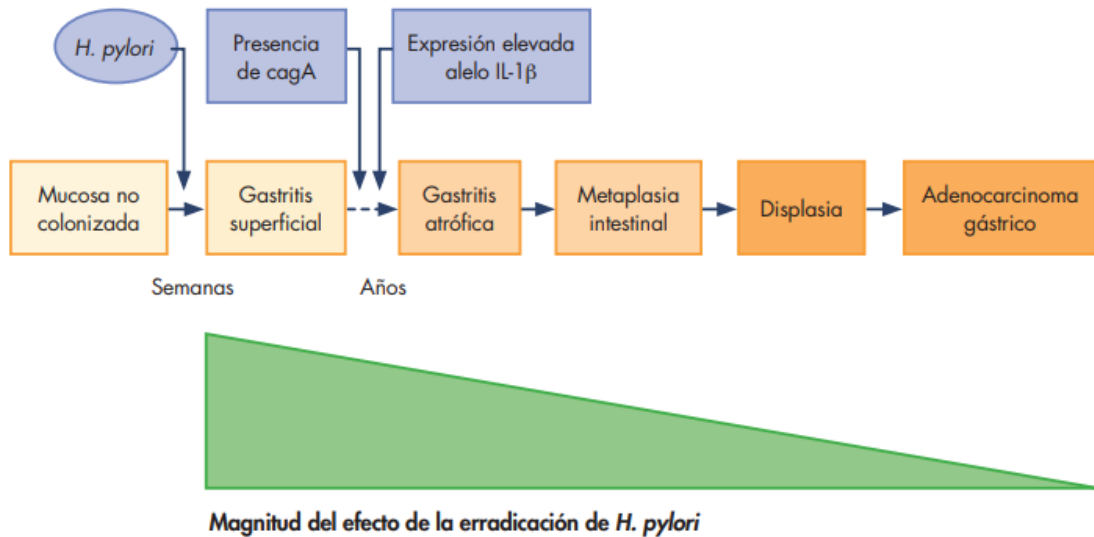 H. pylori
Presencia
de cagA
Expresión elevada
alelo IL-1β
Mucosa no
colonizada
Gastritis
superficial
Gastritis
atrófica
Metaplasia
intestinal
Displasia
Adenocarcinoma
gástrico
Semanas
Años
Magnitud del efecto de la erradicación de H. pylori